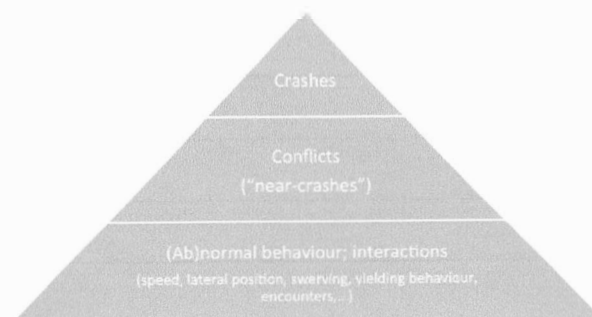 Crashes
Conflicts
("near-crashes")
(Ab)normal behaviour; interactions
(speed, lateral position, swerving, yielding behaviour,
encounters,..)